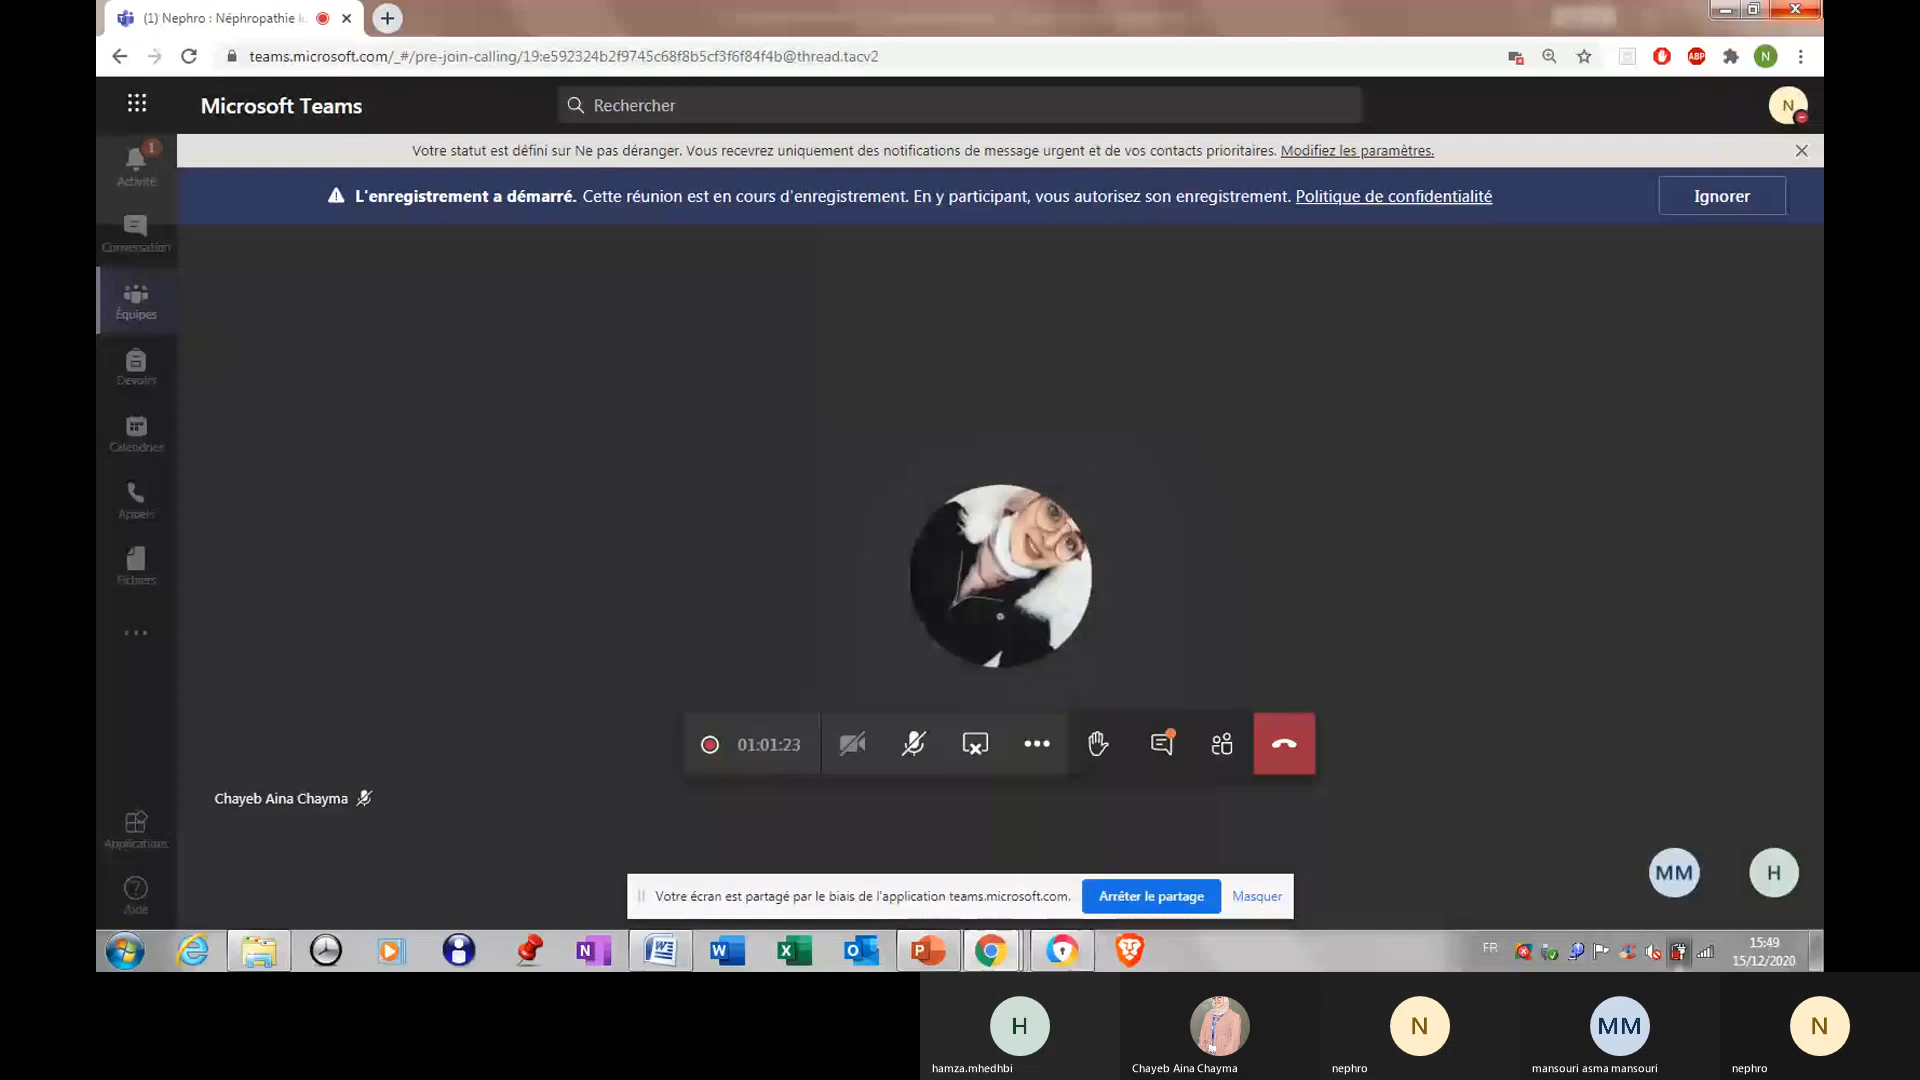 (1) Nephro : Néphropathie
teams.microsoft.com/_#/pre-join-calling/19:e592324b2f9745c68f8b5cf3f6f84f4b@thread.tacv2
ABP
N
Microsoft Teams
Rechercher
N
1
Activité
Votre statut est défini sur Ne pas déranger. Vous recevrez uniquement des notifications de message urgent et de vos contacts prioritaires. Modifiez les paramètres.
L'enregistrement a démarré. Cette réunion est en cours d'enregistrement. En y participant, vous autorisez son enregistrement. Politique de confidentialité
Ignorer
Conversation
Équipes
Devoirs
Calendrier
Appels
Fichiers
01:01:23
Chayeb Aina Chayma
Applications
Aide
MM
H
Votre écran est partagé par le biais de l'application teams.microsoft.com.
Arrêter le partage
Masquer
N
W
X
O
P
FR
15:49
15/12/2020
H
N
MM
N
hamza.mhedhbi
Chayeb Aina Chayma
nephro
mansouri asma mansouri
nephro